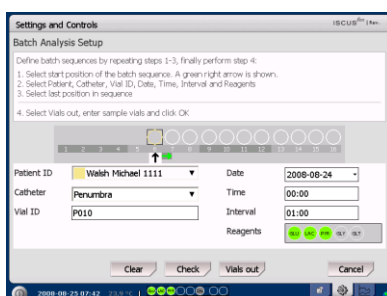 Settings and Controls
ISCUS flex
Batch Analysis Setup
Define batch sequences by repeating steps 1-3, finally perform step 4:
1. Select start position of the batch sequence. A green right arrow is shown.
2. Select Patient, Catheter, Vial ID, Date, Time, Interval and Reagents
3. Select last position in sequence
4. Select Vials out, enter sample vials and click OK
1 2 3 4 5 6 7 8 9 10 11 12 13 14 15 16
Patient ID Walsh Michael 1111 Date 2008-08-24
Catheter Penumbra Time 00:00
Vial ID P010 Interval 01:00
Reagents GLU LAC PYR GLY GLT
Clear Check Vials out Cancel
2008-08-25 07:42 23.9°C